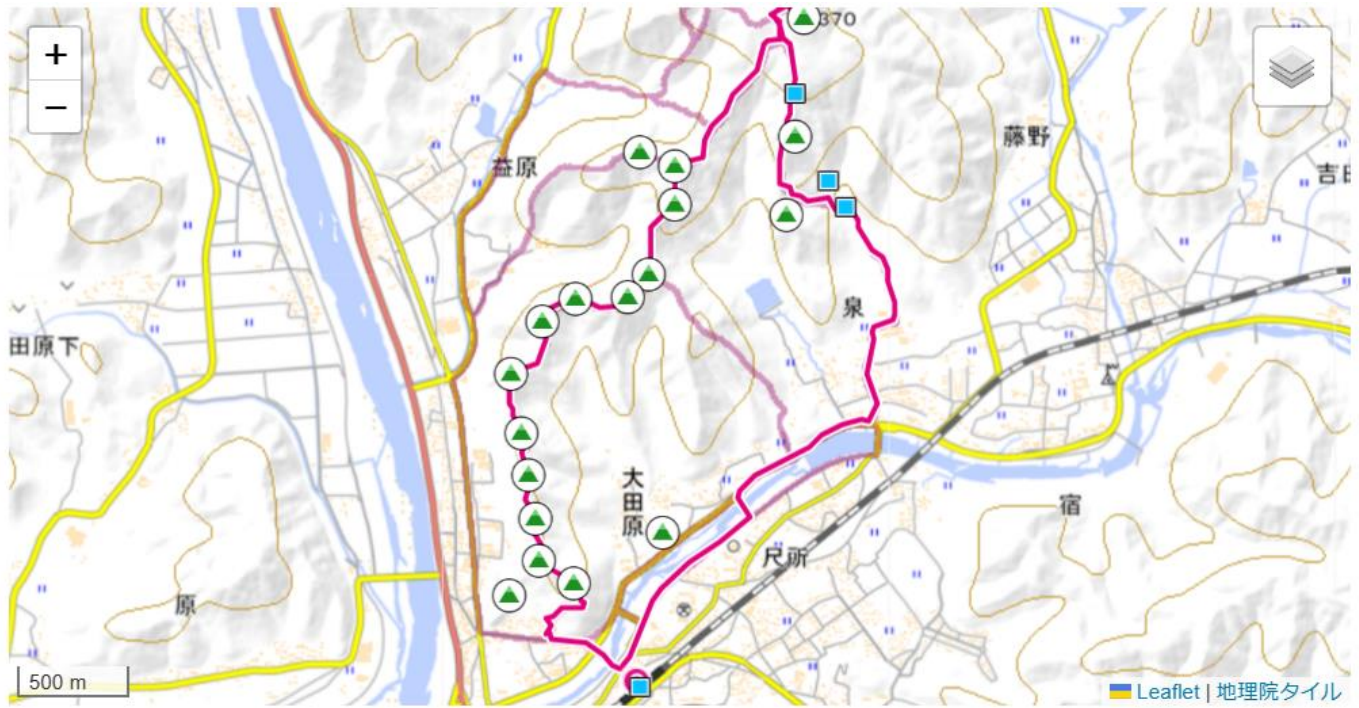 +
370
−
藤野
益原
吉田
泉
田原下
大田原
宿
尺所
原
500 m
Leaflet | 地理院タイル